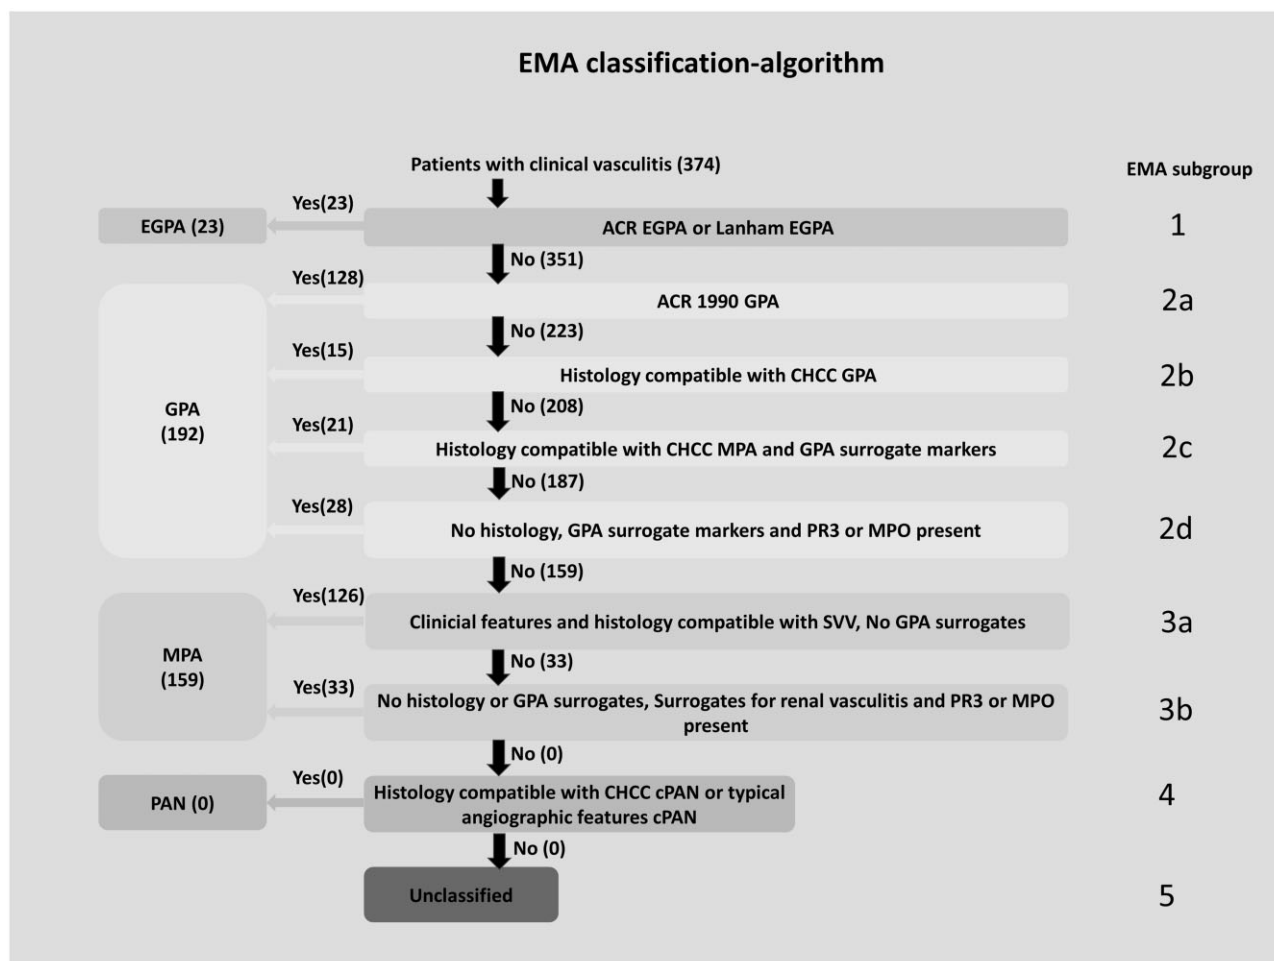 EMA classification-algorithm
Patients with clinical vasculitis (374)
EMA subgroup
Yes(23)
EGPA (23)
ACR EGPA or Lanham EGPA
1
No (351)
Yes(128)
ACR 1990 GPA
2a
No (223)
Yes(15)
Histology compatible with CHCC GPA
2b
No (208)
GPA
(192)
Yes(21)
Histology compatible with CHCC MPA and GPA surrogate markers
2c
No (187)
Yes(28)
No histology, GPA surrogate markers and PR3 or MPO present
2d
No (159)
Yes(126)
Clinicial features and histology compatible with SVV, No GPA surrogates
3a
No (33)
MPA
(159)
Yes(33)
No histology or GPA surrogates, Surrogates for renal vasculitis and PR3 or MPO
present
3b
No (0)
Yes(0)
PAN (0)
Histology compatible with CHCC cPAN or typical
angiographic features cPAN
4
No (0)
Unclassified
5